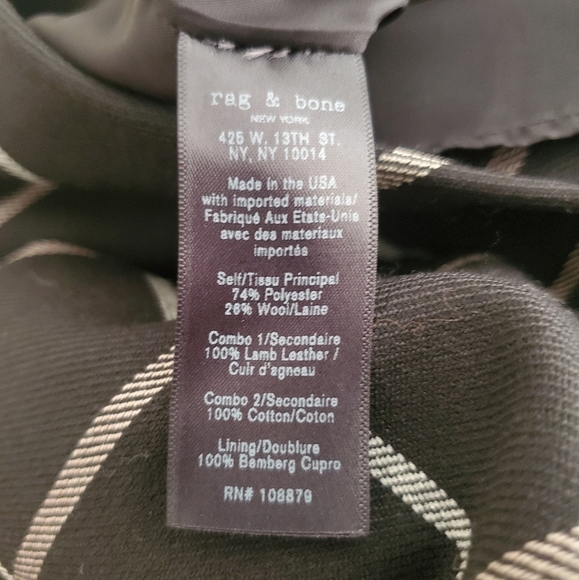 rag & bone
NEW YORK
425 W. 13TH ST.
NY, NY 10014
Made in the USA
with imported materials/
Fabriqué Aux Etats-Unis
avec des materiaux
importés
Self/Tissu Principal
74% Polyester
26% Wool/Laine
Combo 1/Secondaire
100% Lamb Leather /
Cuir d'agneau
Combo 2/Secondaire
100% Cotton/Coton
Lining/Doublure
100% Bemberg Cupro
RN# 106879